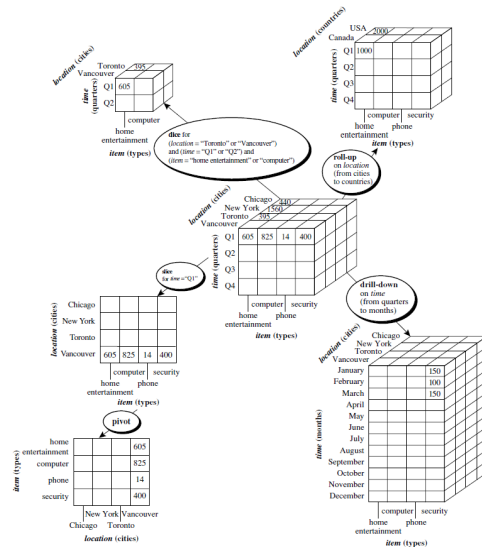 location (cities)
Toronto 395
Vancouver
Q1 605
Q2
time (quarters)
computer
home
entertainment
item (types)
location (countries)
USA 2000
Canada
Q1 1000
Q2
Q3
Q4
time (quarters)
computer security
home phone
entertainment
item (types)
dice for
(location = "Toronto" or "Vancouver")
and (time = "Q1" or "Q2") and
(item = "home entertainment" or "computer")
roll-up
on location
(from cities
to countries)
location (cities)
Chicago 440
New York 1560
Toronto 395
Vancouver
Q1 605 825 14 400
Q2
Q3
Q4
time (quarters)
computer security
home phone
entertainment
item (types)
dice
for time = "Q1"
drill-down
on time
(from quarters
to months)
location (cities)
Chicago
New York
Toronto
Vancouver 605 825 14 400
computer security
home phone
entertainment
item (types)
pivot
item (types)
home
entertainment 605
computer 825
phone 14
security 400
New York Vancouver
Chicago Toronto
location (cities)
location (cities)
Chicago
New York
Toronto
Vancouver
January 150
February 100
March 150
April
May
June
July
August
September
October
November
December
time (months)
computer security
home phone
entertainment
item (types)